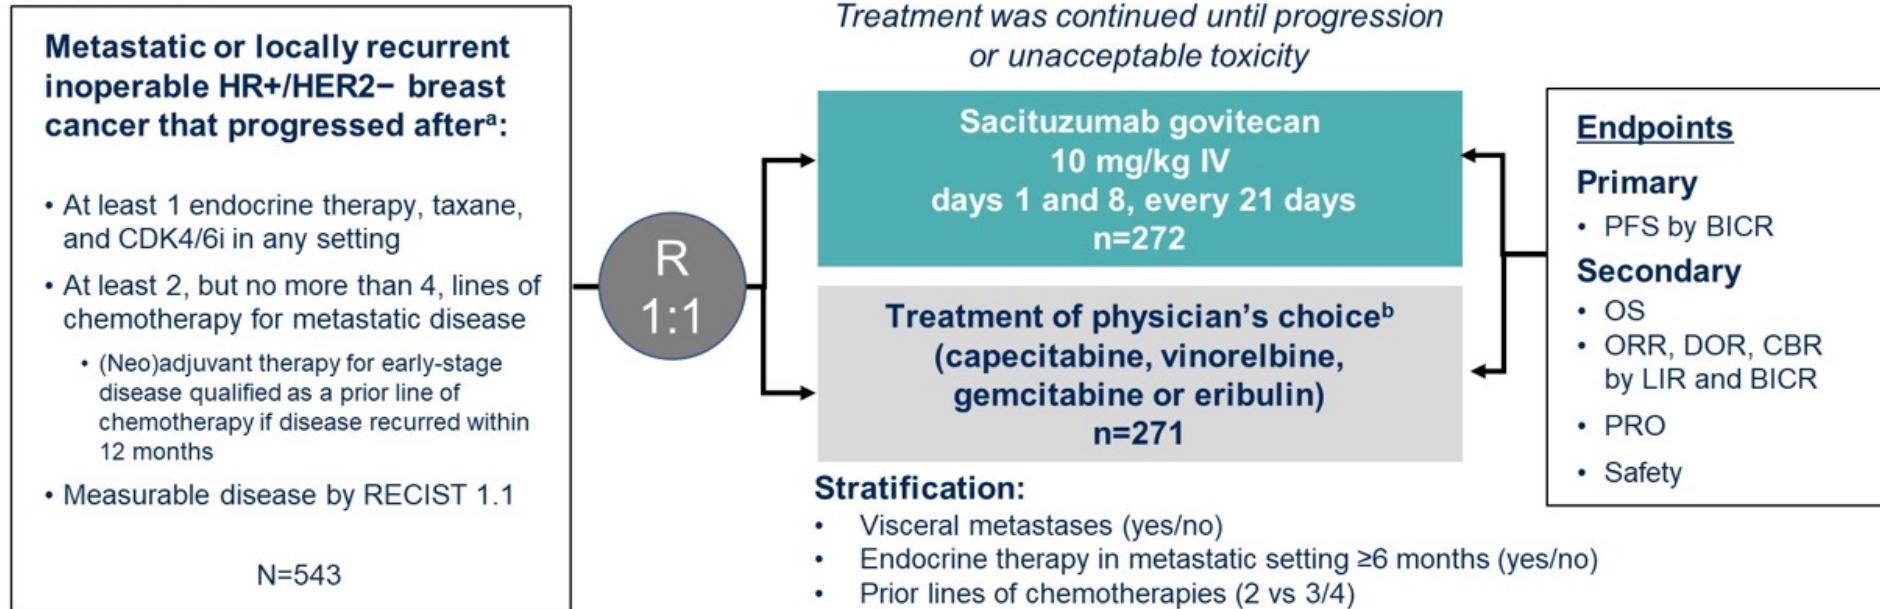 Metastatic or locally recurrent
inoperable HR+/HER2− breast
cancer that progressed afterᵃ:
• At least 1 endocrine therapy, taxane,
and CDK4/6i in any setting
• At least 2, but no more than 4, lines of
chemotherapy for metastatic disease
• (Neo)adjuvant therapy for early-stage
disease qualified as a prior line of
chemotherapy if disease recurred within
12 months
• Measurable disease by RECIST 1.1
N=543
R
1:1
Treatment was continued until progression
or unacceptable toxicity
Sacituzumab govitecan
10 mg/kg IV
days 1 and 8, every 21 days
n=272
Treatment of physician’s choiceᵇ
(capecitabine, vinorelbine,
gemcitabine or eribulin)
n=271
Stratification:
• Visceral metastases (yes/no)
• Endocrine therapy in metastatic setting ≥6 months (yes/no)
• Prior lines of chemotherapies (2 vs 3/4)
Endpoints
Primary
• PFS by BICR
Secondary
• OS
• ORR, DOR, CBR
by LIR and BICR
• PRO
• Safety